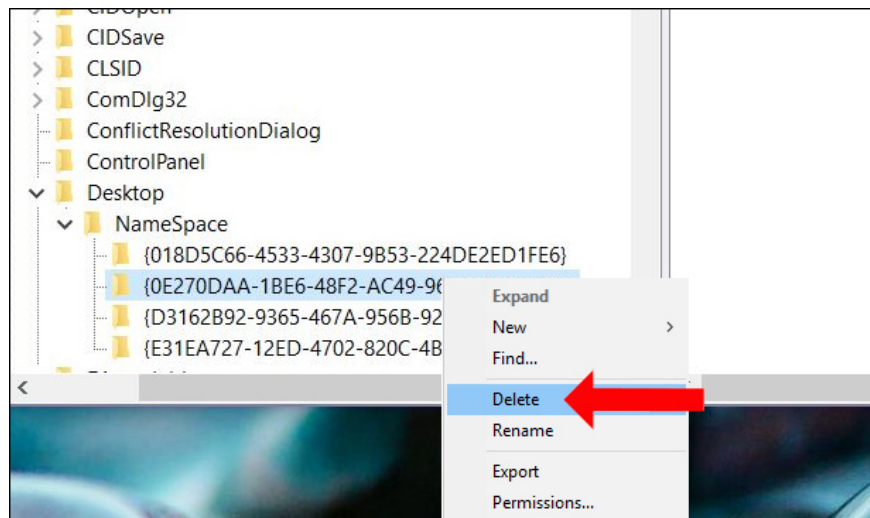 CIDOpen
CIDSave
CLSID
ComDlg32
ConflictResolutionDialog
ControlPanel
Desktop
NameSpace
{018D5C66-4533-4307-9B53-224DE2ED1FE6}
{0E270DAA-1BE6-48F2-AC49-96
{D3162B92-9365-467A-956B-92
{E31EA727-12ED-4702-820C-4B
Expand
New
Find...
Delete
Rename
Export
Permissions...